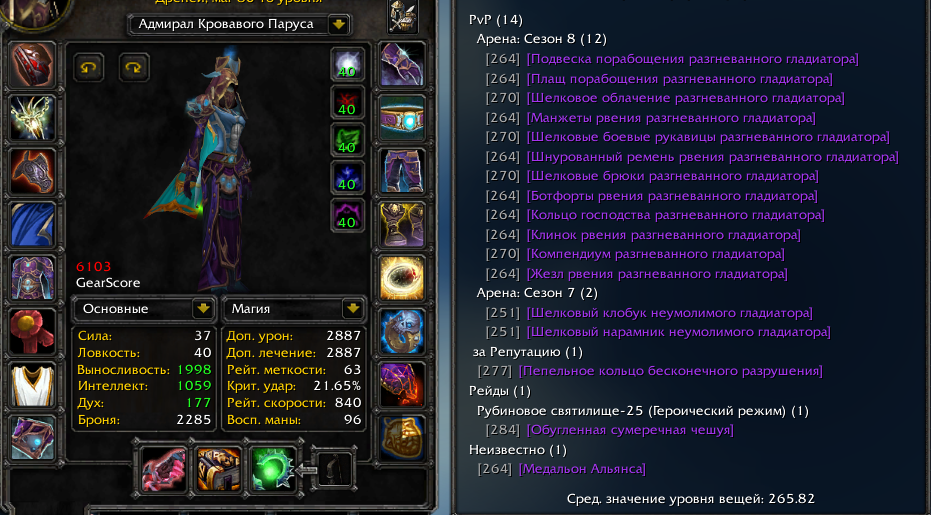 Адмирал Кровавого Паруса
40
40
40
40
40
6103
GearScore
Основные
Магия
Сила: 37
Ловкость: 40
Выносливость: 1998
Интеллект: 1059
Дух: 177
Броня: 2285
Доп. урон: 2887
Доп. лечение: 2887
Рейт. меткости: 63
Крит. удар: 21.65%
Рейт. скорости: 840
Восп. маны: 96
PvP (14)
Арена: Сезон 8 (12)
[264] [Подвеска порабощения разгневанного гладиатора]
[264] [Плащ порабощения разгневанного гладиатора]
[270] [Шелковое облачение разгневанного гладиатора]
[264] [Манжеты рвения разгневанного гладиатора]
[270] [Шелковые боевые рукавицы разгневанного гладиатора]
[264] [Шнурованный ремень рвения разгневанного гладиатора]
[270] [Шелковые брюки разгневанного гладиатора]
[264] [Ботфорты рвения разгневанного гладиатора]
[264] [Кольцо господства разгневанного гладиатора]
[264] [Клинок рвения разгневанного гладиатора]
[270] [Компендиум разгневанного гладиатора]
[264] [Жезл рвения разгневанного гладиатора]
Арена: Сезон 7 (2)
[251] [Шелковый клобук неумолимого гладиатора]
[251] [Шелковый нарамник неумолимого гладиатора]
за Репутацию (1)
[277] [Пепельное кольцо бесконечного разрушения]
Рейды (1)
Рубиновое святилище-25 (Героический режим) (1)
[284] [Обугленная сумеречная чешуя]
Неизвестно (1)
[264] [Медальон Альянса]
Сред. значение уровня вещей: 265.82